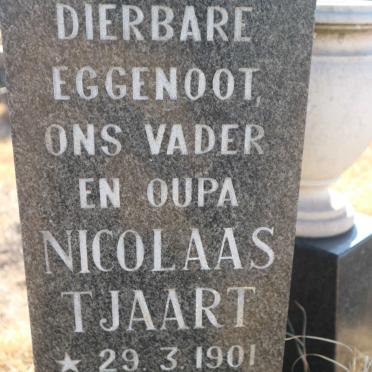 DIERBARE
EGGENOOT,
ONS VADER
EN OUPA
NICOLAAS
TJAART
★ 29.3.1901